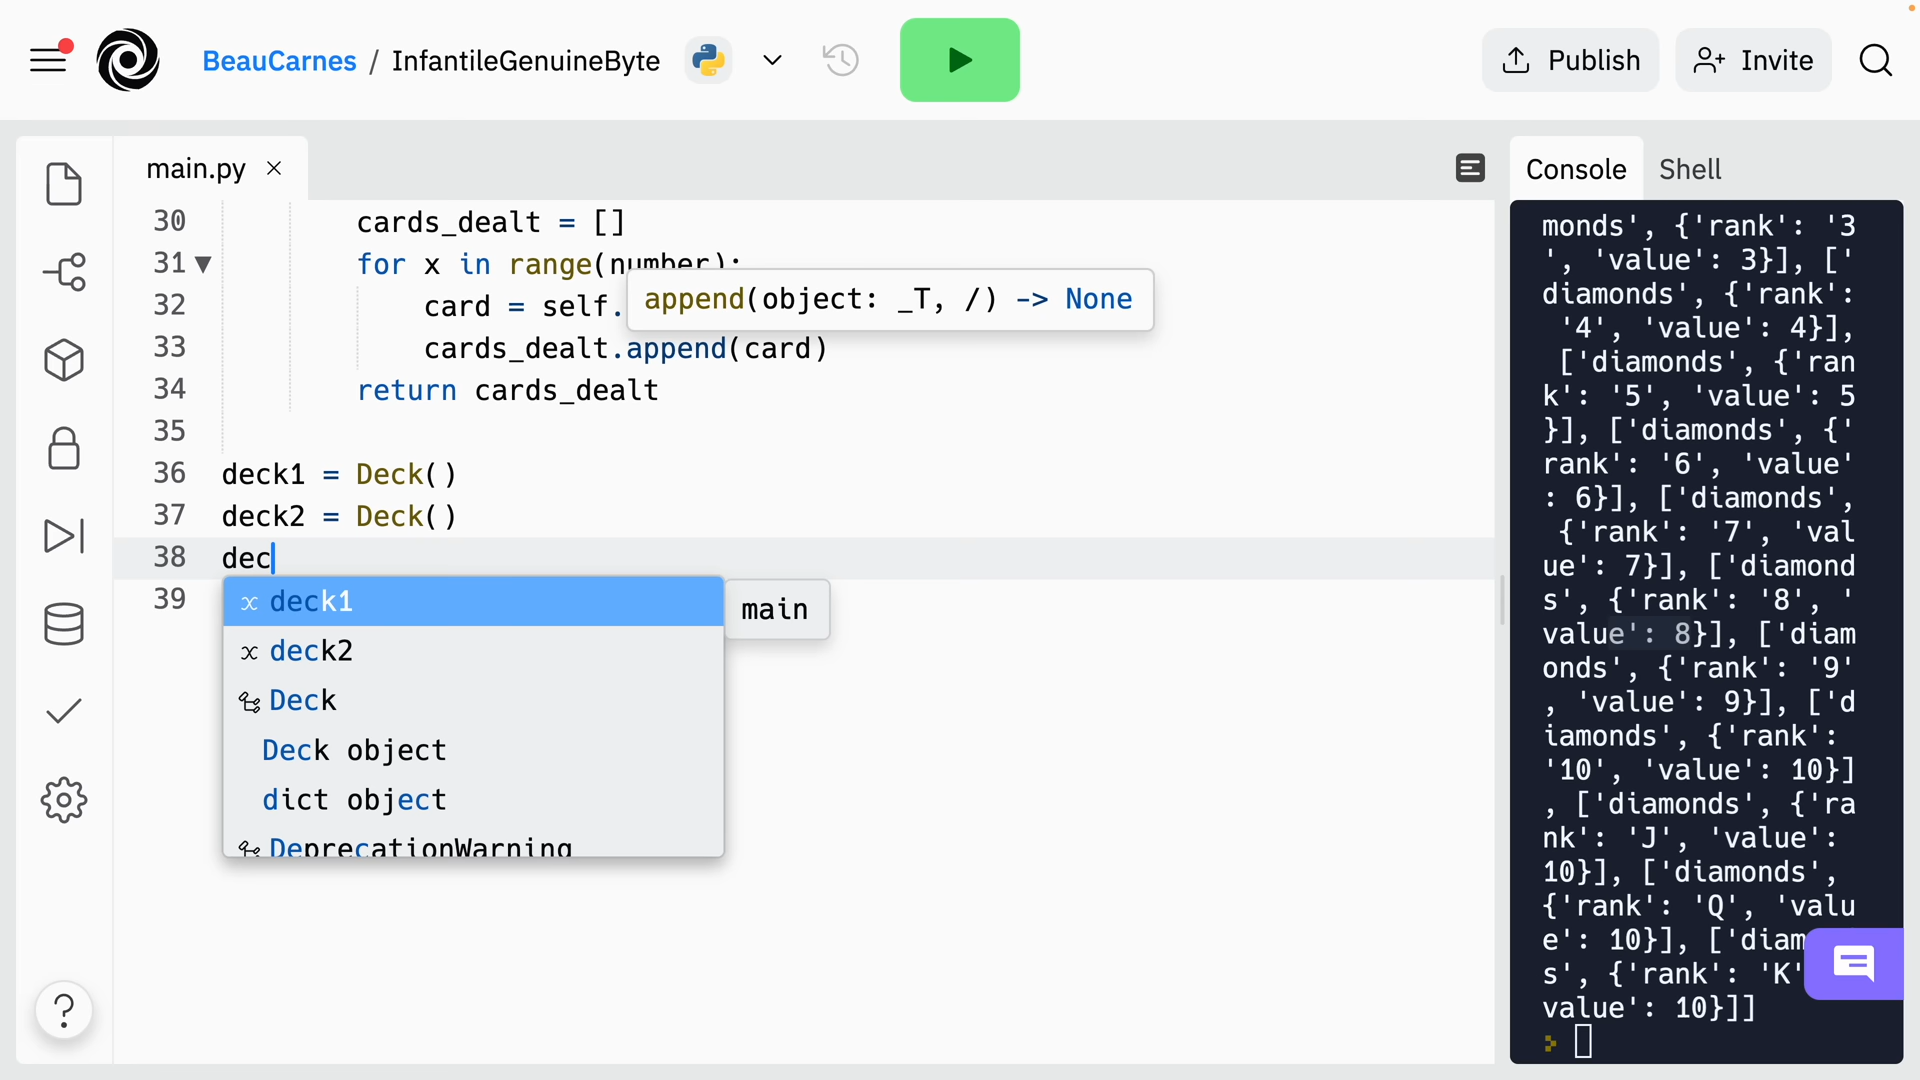 BeauCarnes / InfantileGenuineByte
Publish
Invite
main.py ×
Console
Shell
30 cards_dealt = []
31 for x in range(number):
append(object: _T, /) -> None
32 card = self.
33 cards_dealt.append(card)
34 return cards_dealt
35
36 deck1 = Deck()
37 deck2 = Deck()
38 dec
39
x deck1
main
x deck2
Deck
Deck object
dict object
DeprecationWarning
monds', {'rank': '3
', 'value': 3}], ['
diamonds', {'rank':
'4', 'value': 4}],
['diamonds', {'ran
k': '5', 'value': 5
}], ['diamonds', {'
rank': '6', 'value'
: 6}], ['diamonds',
{'rank': '7', 'val
ue': 7}], ['diamond
s', {'rank': '8', '
value': 8}], ['diam
onds', {'rank': '9'
, 'value': 9}], ['d
iamonds', {'rank':
'10', 'value': 10}]
, ['diamonds', {'ra
nk': 'J', 'value':
10}], ['diamonds',
{'rank': 'Q', 'valu
e': 10}], ['diam
s', {'rank': 'K'
value': 10}]]
?